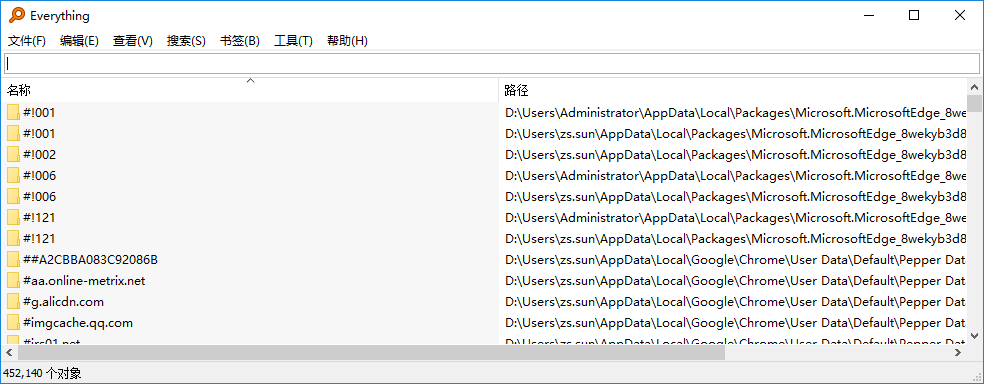 Everything
文件(F) 编辑(E) 查看(V) 搜索(S) 书签(B) 工具(T) 帮助(H)
名称 路径
#!001 D:\Users\Administrator\AppData\Local\Packages\Microsoft.MicrosoftEdge_8we
#!001 D:\Users\zs.sun\AppData\Local\Packages\Microsoft.MicrosoftEdge_8wekyb3d8
#!002 D:\Users\zs.sun\AppData\Local\Packages\Microsoft.MicrosoftEdge_8wekyb3d8
#!006 D:\Users\Administrator\AppData\Local\Packages\Microsoft.MicrosoftEdge_8we
#!006 D:\Users\zs.sun\AppData\Local\Packages\Microsoft.MicrosoftEdge_8wekyb3d8
#!121 D:\Users\Administrator\AppData\Local\Packages\Microsoft.MicrosoftEdge_8we
#!121 D:\Users\zs.sun\AppData\Local\Packages\Microsoft.MicrosoftEdge_8wekyb3d8
##A2CBBA083C92086B D:\Users\zs.sun\AppData\Local\Google\Chrome\User Data\Default\Pepper Dat
#aa.online-metrix.net D:\Users\zs.sun\AppData\Local\Google\Chrome\User Data\Default\Pepper Dat
#g.alicdn.com D:\Users\zs.sun\AppData\Local\Google\Chrome\User Data\Default\Pepper Dat
#imgcache.qq.com D:\Users\zs.sun\AppData\Local\Google\Chrome\User Data\Default\Pepper Dat
#irs01.net D:\Users\zs.sun\AppData\Local\Google\Chrome\User Data\Default\Pepper Dat
452,140 个对象